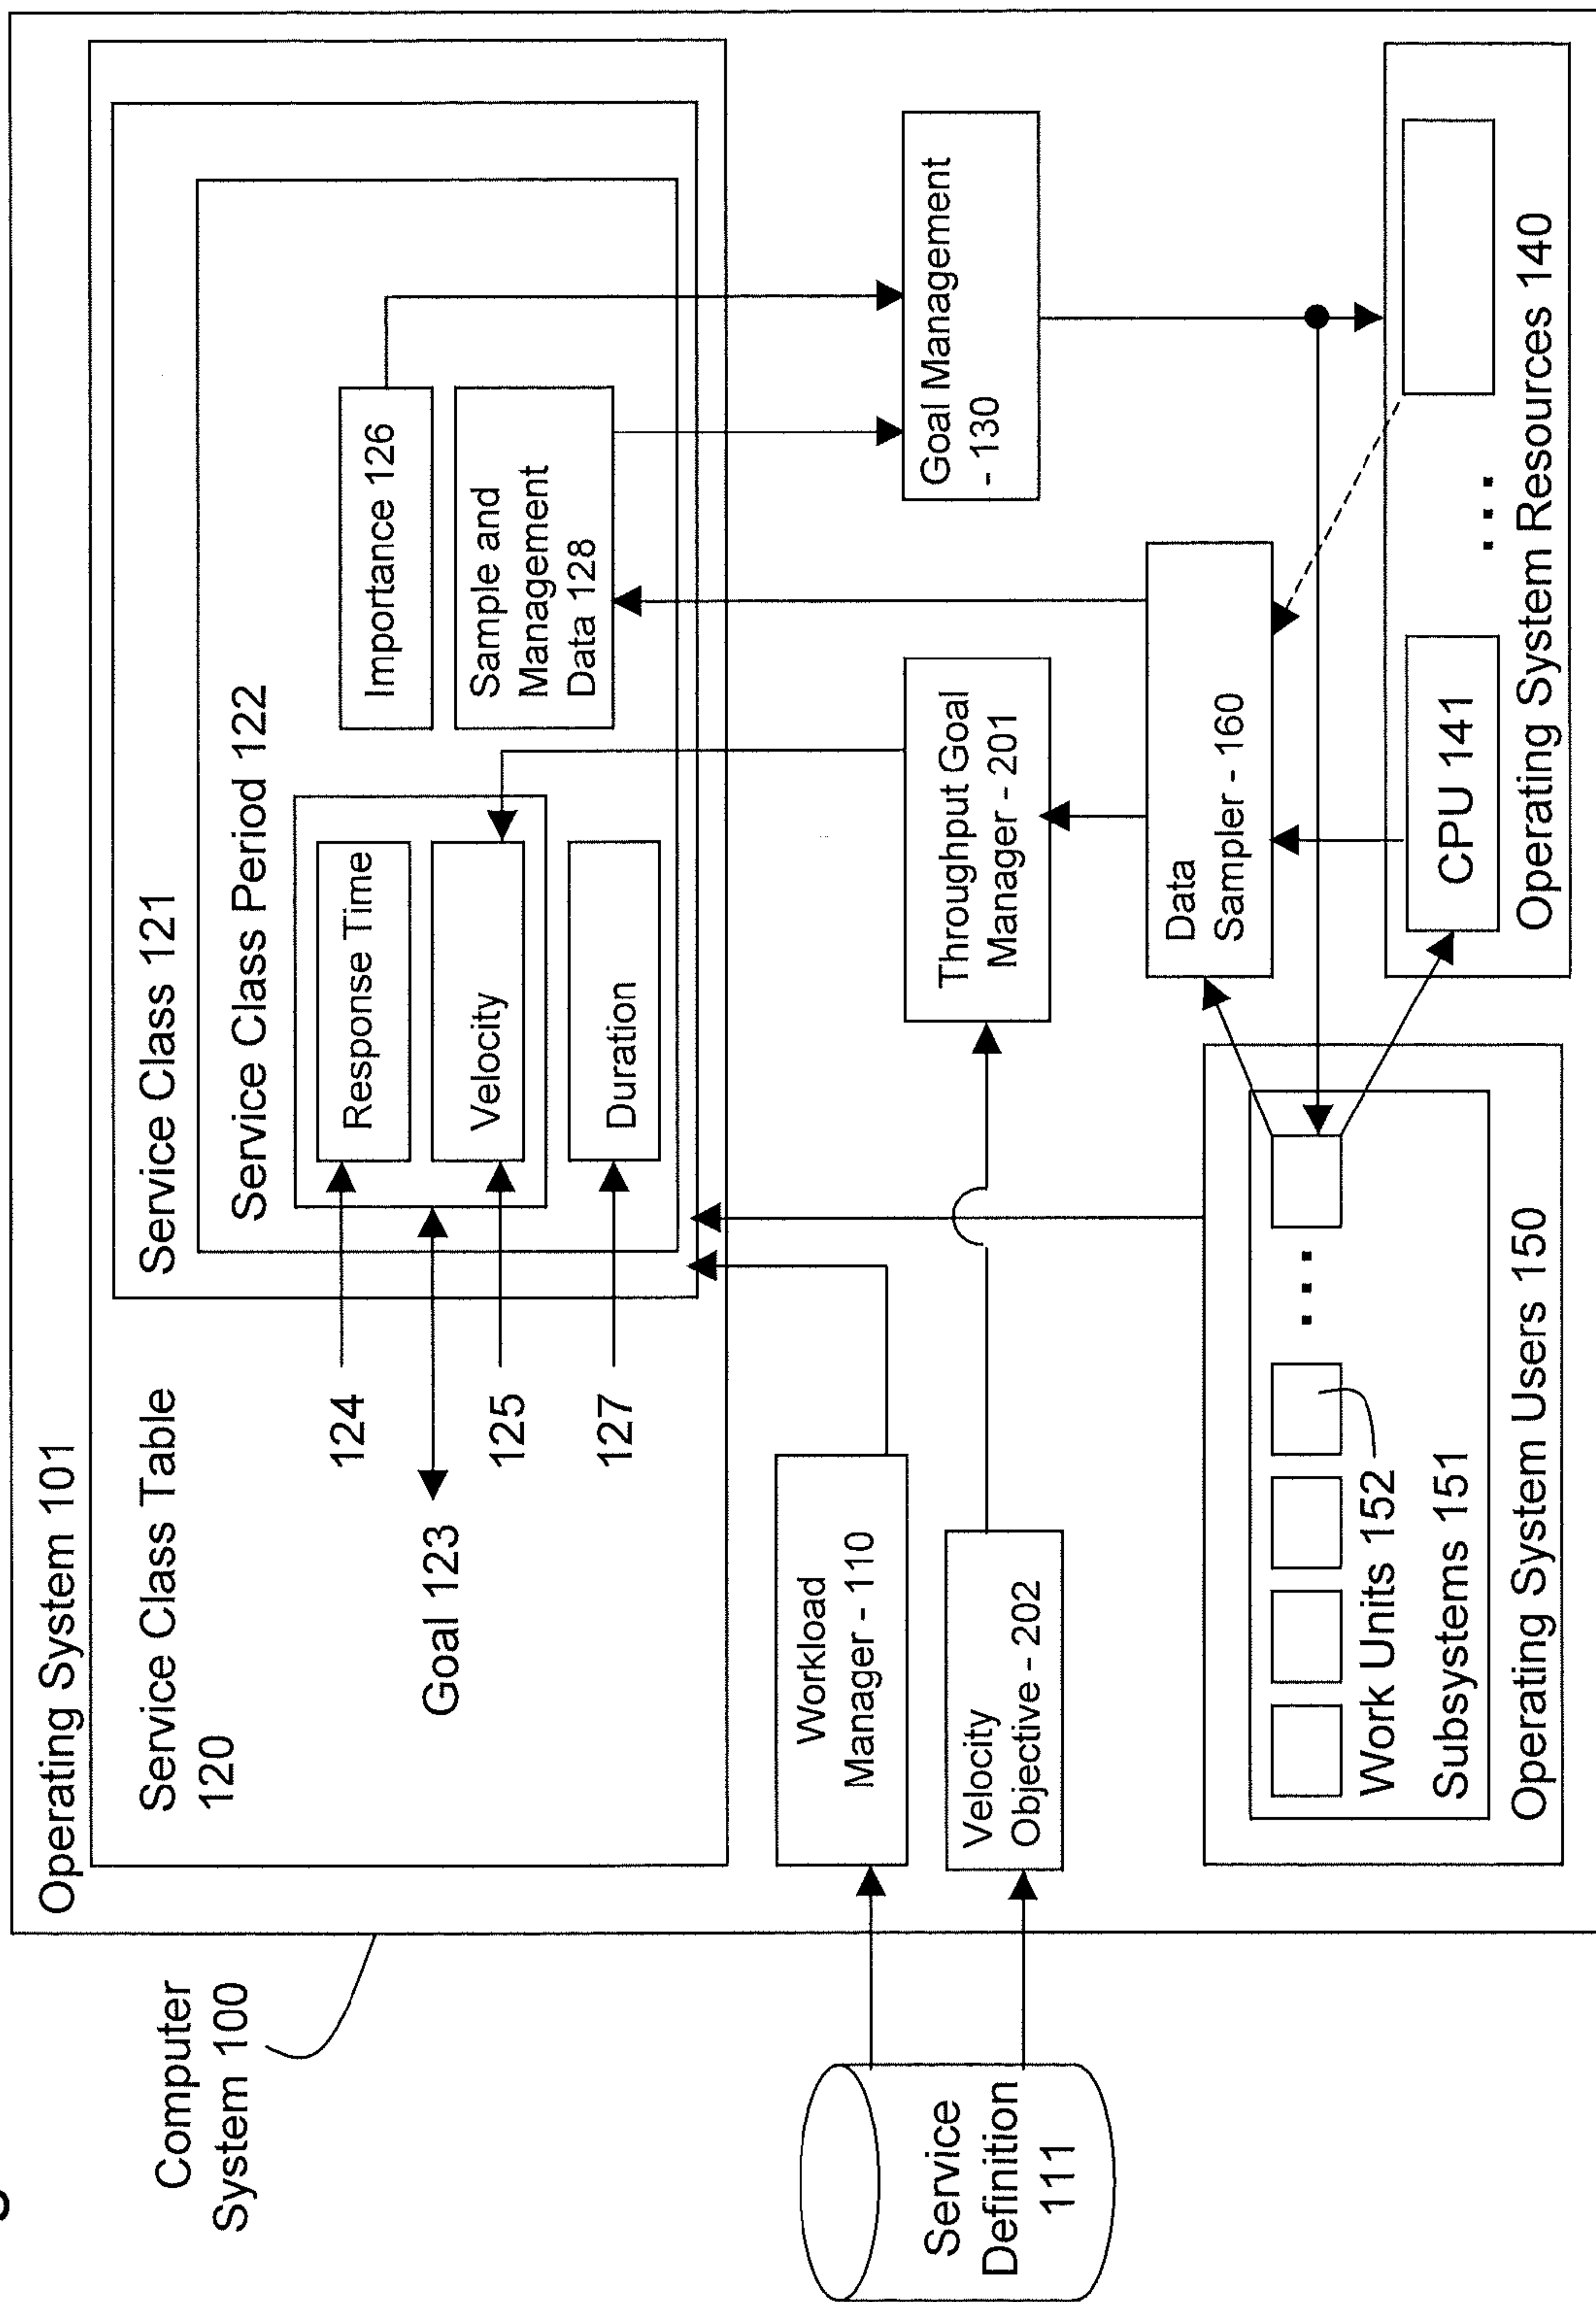 Computer
System 100
Operating System 101
Service Class Table
120
Service Class 121
Service Class Period 122
124
Response Time
Goal 123
125
Velocity
127
Duration
Importance 126
Sample and
Management
Data 128
Workload
Manager - 110
Velocity
Objective - 202
Throughput Goal
Manager - 201
Goal Management
- 130
Service
Definition
111
Data
Sampler - 160
...
Work Units 152
Subsystems 151
Operating System Users 150
CPU 141
...
Operating System Resources 140